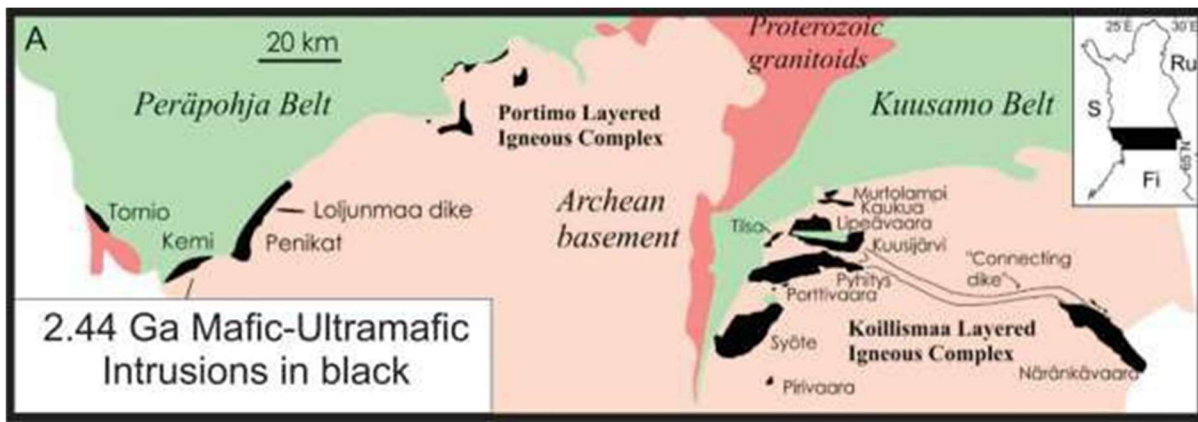 A
20 km
Peräpohja Belt
Portimo Layered
Igneous Complex
Proterozoic
granitoids
Kuusamo Belt
25°E
30°E
Ru
S
N.59
Fi
Archean
basement
Tornio
Kemi
Loljunmaa dike
Penikat
Murtolampi
Kaukua
Lipeävaara
Tilsa
Kuusijärvi
"Connecting
dike"
Pyhitys
Porttivaara
Syöte
Koillismaa Layered
Igneous Complex
Näränkävaara
Pirivaara
2.44 Ga Mafic-Ultramafic
Intrusions in black